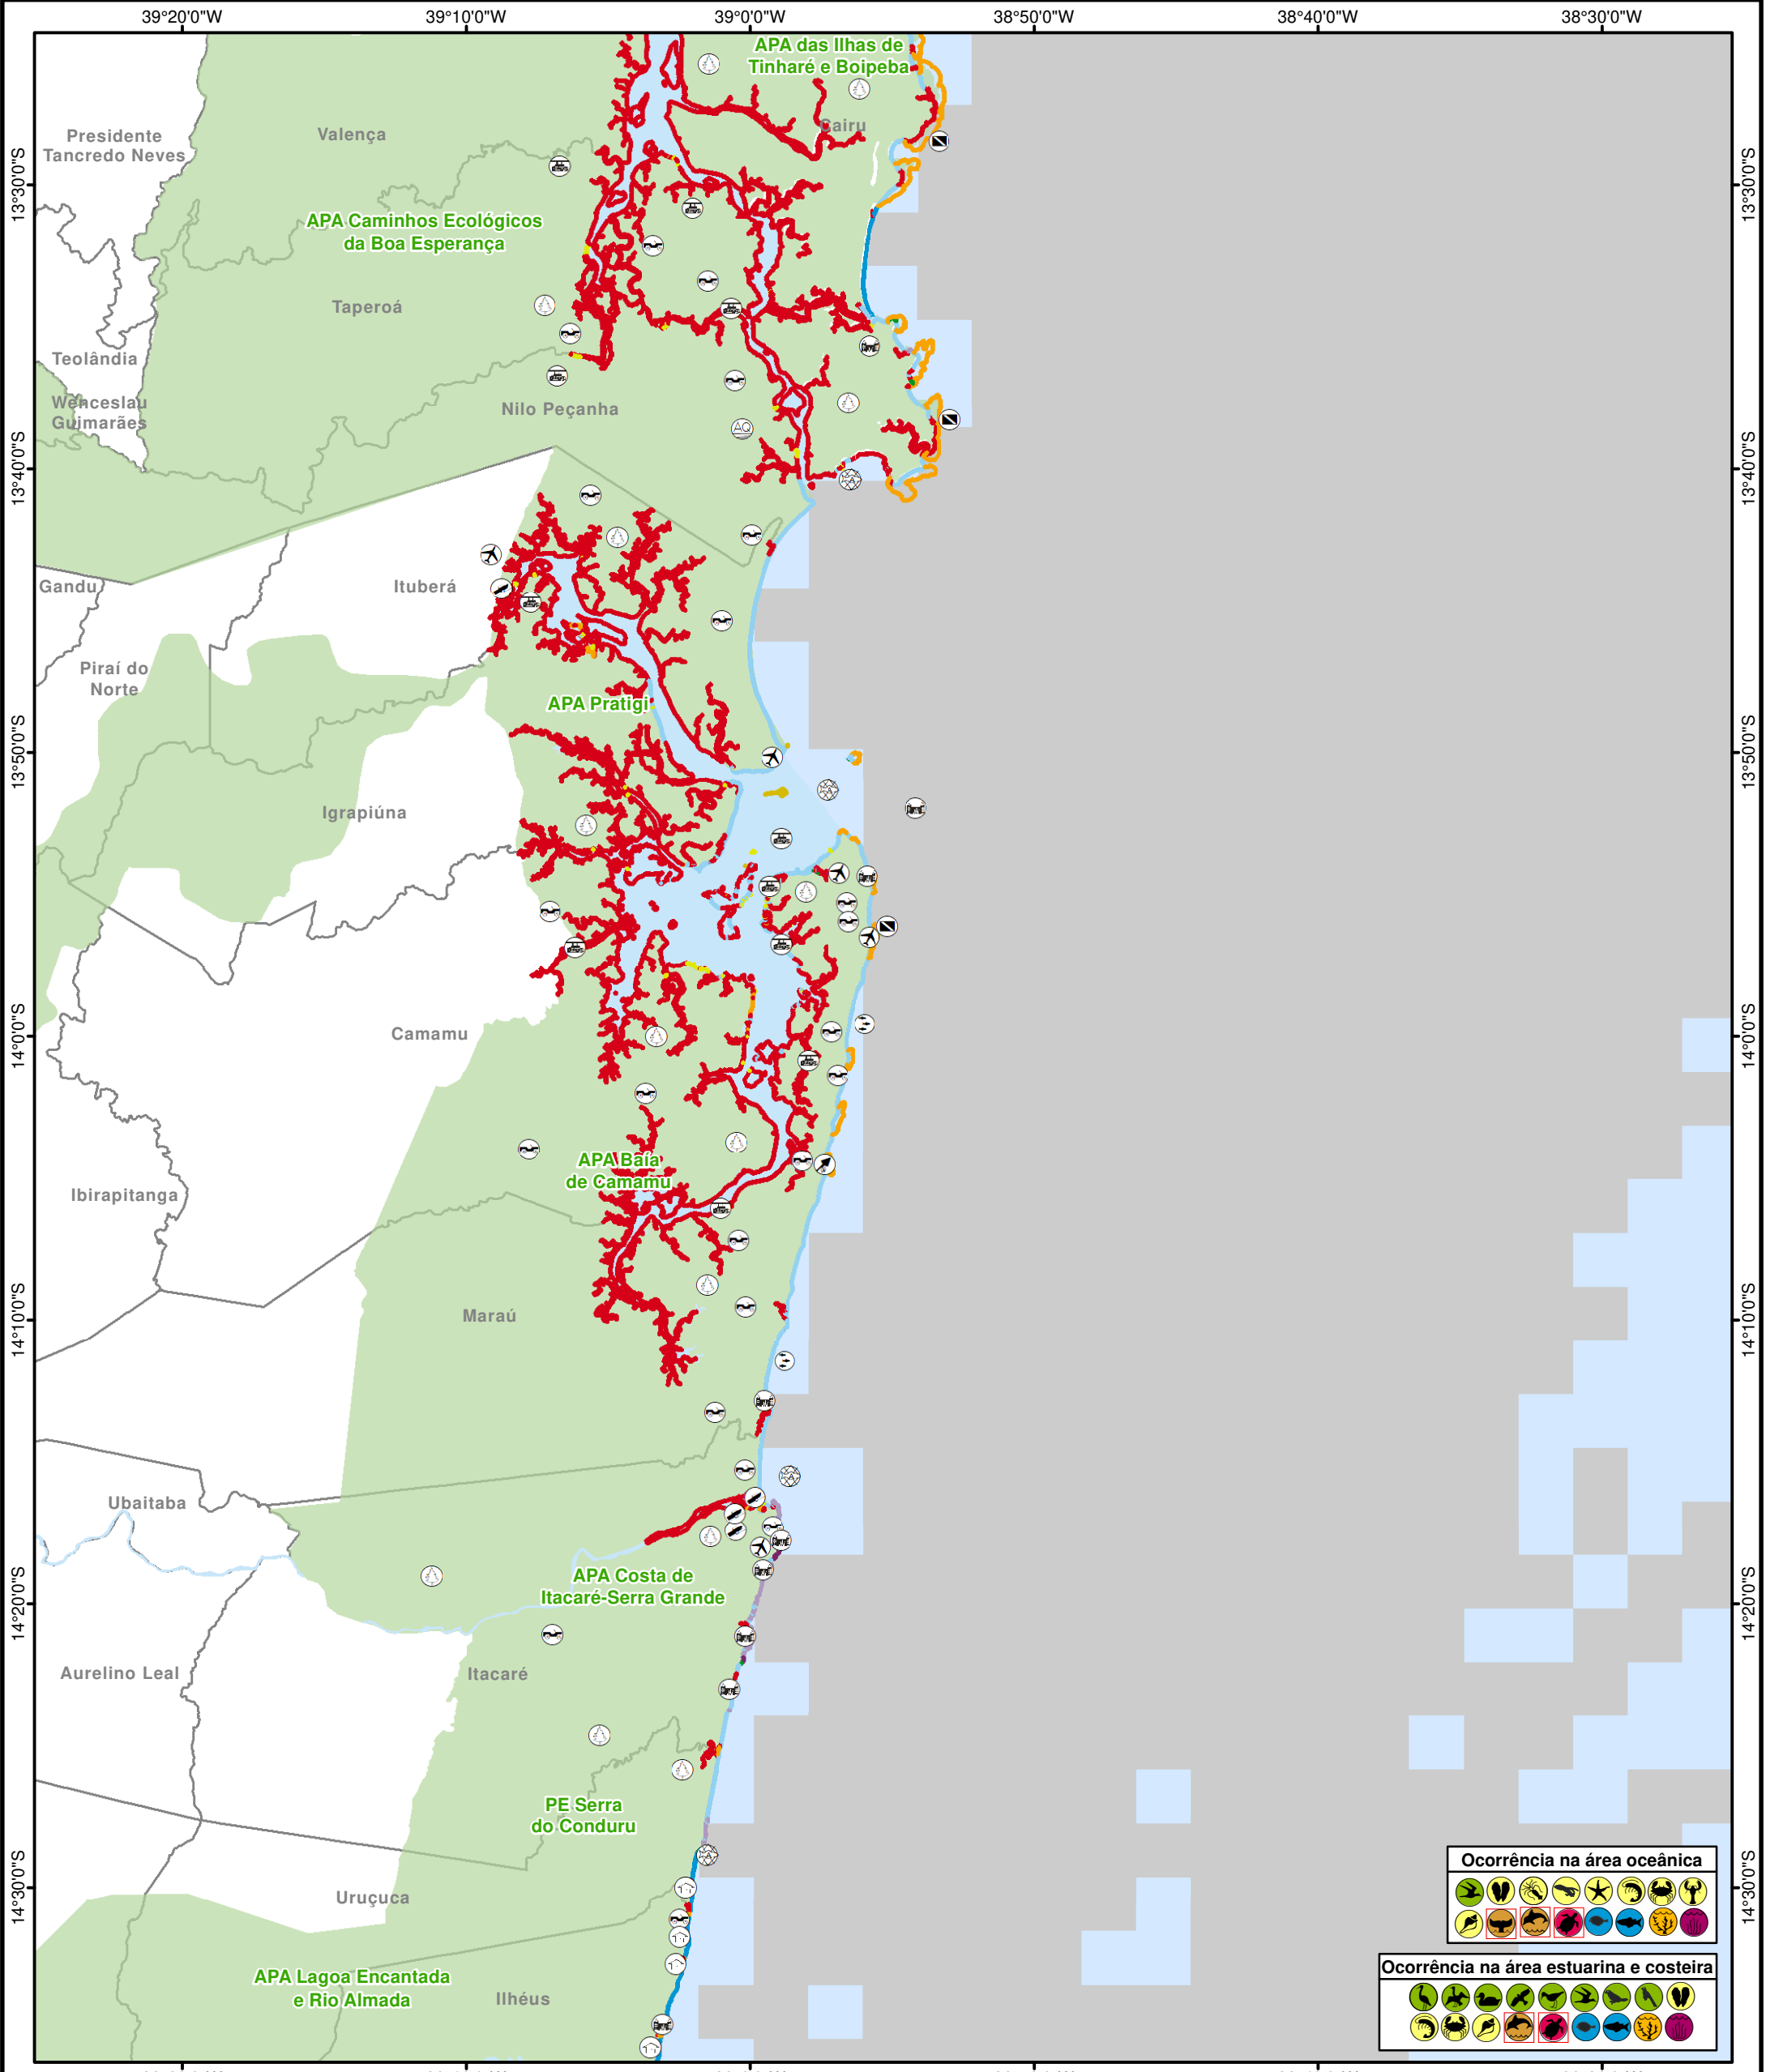 39°20'0"W 39°10'0"W 39°0'0"W 38°50'0"W 38°40'0"W 38°30'0"W
APA das Ilhas de
Tinharé e Boipeba
Cairu
Presidente
Tancredo Neves
Valença
13°30'0"S 13°30'0"S
APA Caminhos Ecológicos
da Boa Esperança
Taperoá
Teolândia
Wenceslau
Guimarães
Nilo Peçanha
AQ
13°40'0"S 13°40'0"S
Gandu
Ituberá
Piraí do
Norte
APA Pratigi
13°50'0"S 13°50'0"S
Igrapiúna
Camamu
14°0'0"S 14°0'0"S
APA Baía
de Camamu
Ibirapitanga
Maraú
14°10'0"S 14°10'0"S
Ubaitaba
APA Costa de
Itacaré-Serra Grande
14°20'0"S 14°20'0"S
Aurelino Leal
Itacaré
PE Serra
do Conduru
14°30'0"S 14°30'0"S
Uruçuca
APA Lagoa Encantada
e Rio Almada
Ilhéus
Ocorrência na área oceânica
Ocorrência na área estuarina e costeira